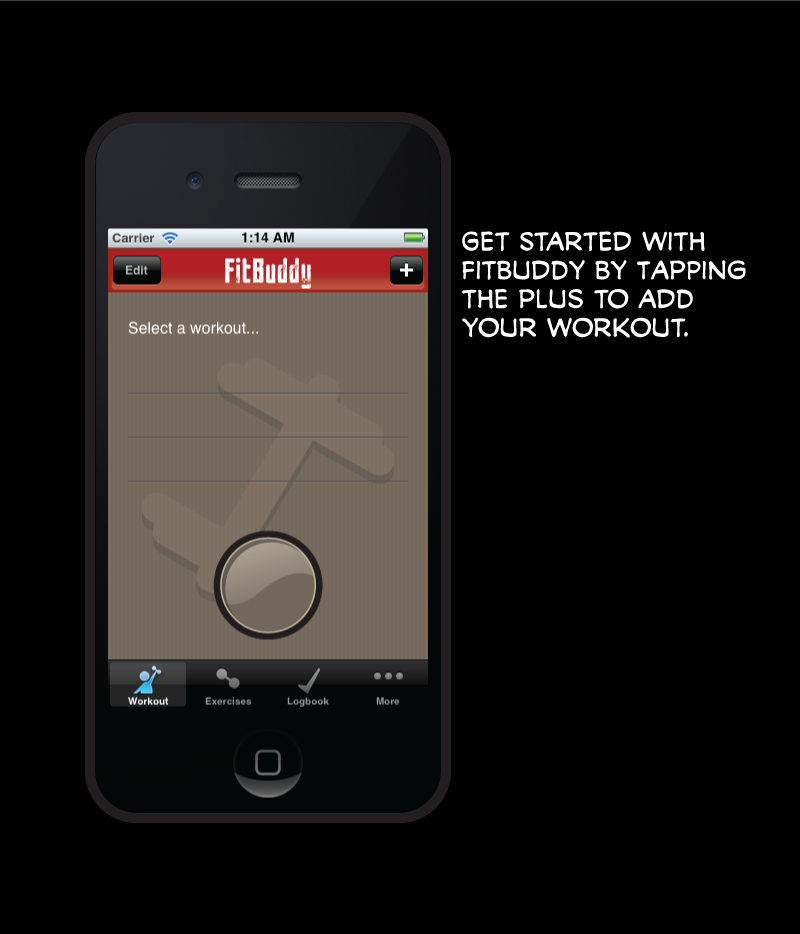 Carrier 1:14 AM
Edit FitBuddy +
Select a workout...
Workout Exercises Logbook More
GET STARTED WITH
FITBUDDY BY TAPPING
THE PLUS TO ADD
YOUR WORKOUT.